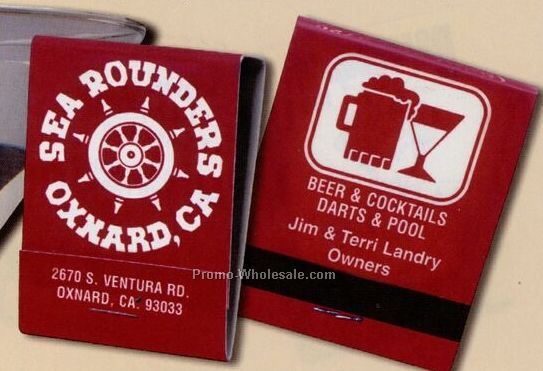 SEA ROUNDERS
OXNARD, CA
2670 S. VENTURA RD.
OXNARD, CA. 93033
BEER & COCKTAILS
DARTS & POOL
Jim & Terri Landry
Owners
Promo-Wholesale.com